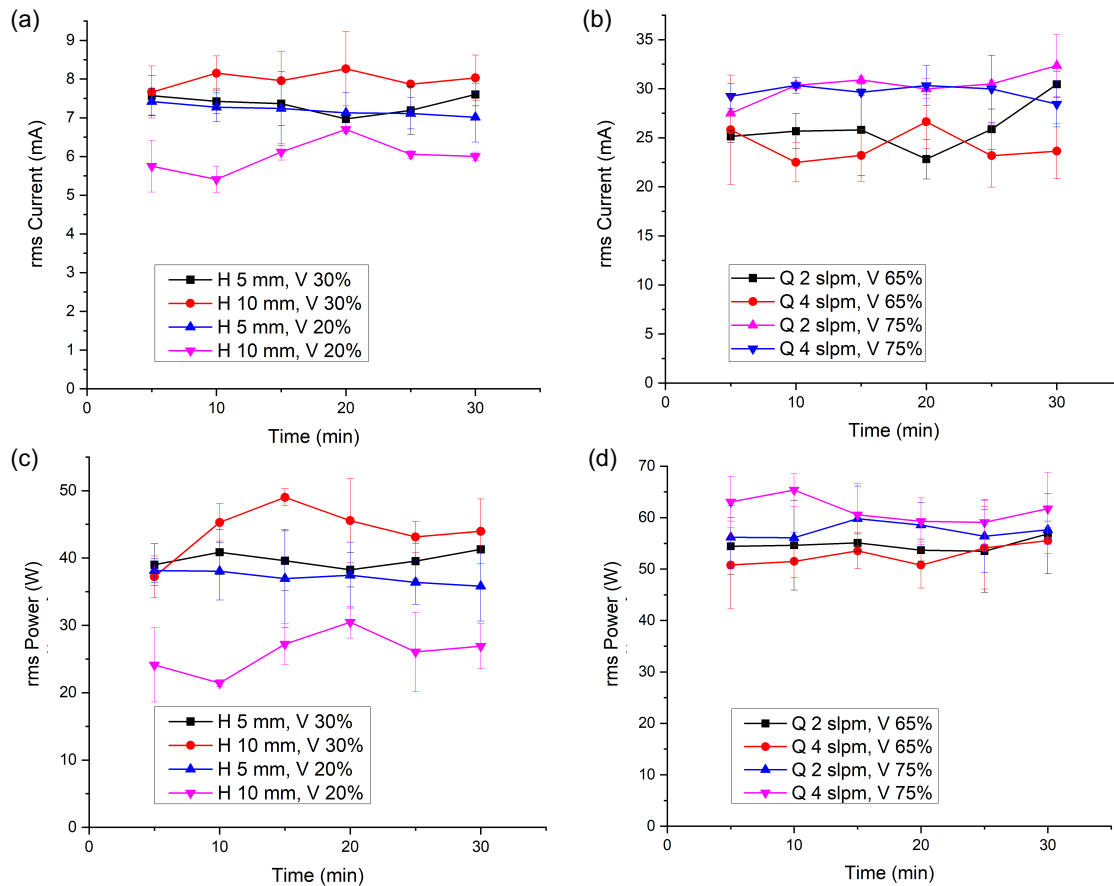 (a)
9
8
7
6
5
4
3
2
1
0
rms Current (mA)
H 5 mm, V 30%
H 10 mm, V 30%
H 5 mm, V 20%
H 10 mm, V 20%
0 10 20 30
Time (min)
(b)
35
30
25
20
15
10
5
0
rms Current (mA)
Q 2 slpm, V 65%
Q 4 slpm, V 65%
Q 2 slpm, V 75%
Q 4 slpm, V 75%
0 10 20 30
Time (min)
(c)
50
40
30
20
10
0
rms Power (W)
H 5 mm, V 30%
H 10 mm, V 30%
H 5 mm, V 20%
H 10 mm, V 20%
0 10 20 30
Time (min)
(d)
70
60
50
40
30
20
10
0
rms Power (W)
Q 2 slpm, V 65%
Q 4 slpm, V 65%
Q 2 slpm, V 75%
Q 4 slpm, V 75%
0 10 20 30
Time (min)